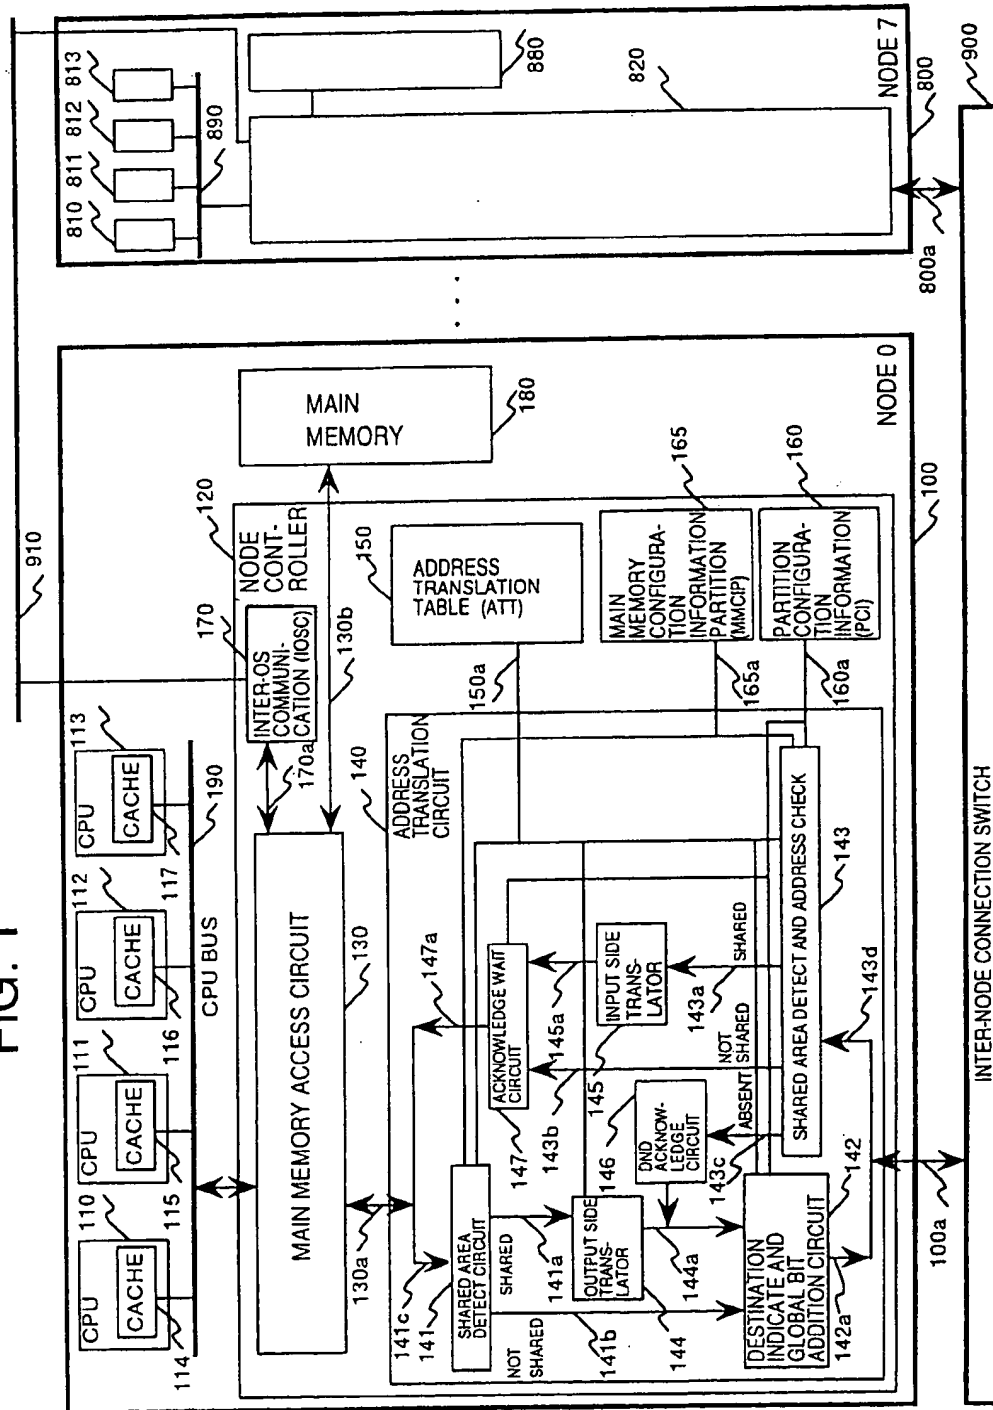 FIG. 1
910
CPU
CACHE
110
114
CPU
CACHE
111
115
CPU
CACHE
112
116
CPU
CACHE
113
117
190
CPU BUS
MAIN MEMORY ACCESS CIRCUIT
130
130a
170
INTER-OS
COMMUNI-
CATION (IOSC)
170a
120
NODE
CONT-
ROLLER
130b
MAIN
MEMORY
180
140
ADDRESS
TRANSLATION
CIRCUIT
150
ADDRESS
TRANSLATION
TABLE (ATT)
150a
MAIN
MEMORY
CONFIGURA-
TION
INFORMATION
PARTITION
(MMCIP)
165
165a
PARTITION
CONFIGURA-
TION
INFORMATION
(PCI)
160
160a
141c
141
SHARED AREA
DETECT CIRCUIT
NOT
SHARED
SHARED
141a
141b
OUTPUT SIDE
TRANS-
LATOR
144
144a
147a
ACKNOWLEDGE WAIT
CIRCUIT
147
143b
145a
INPUT SIDE
TRANS-
LATOR
145
146
DND
ACKNOW-
LEDGE
CIRCUIT
143c
ABSENT
NOT
SHARED
143a
SHARED
SHARED AREA DETECT AND ADDRESS CHECK
143
143d
DESTINATION
INDICATE AND
GLOBAL BIT
ADDITION CIRCUIT
142
142a
NODE 0
100
100a
810
811
812
813
890
880
820
NODE 7
800
800a
900
INTER-NODE CONNECTION SWITCH